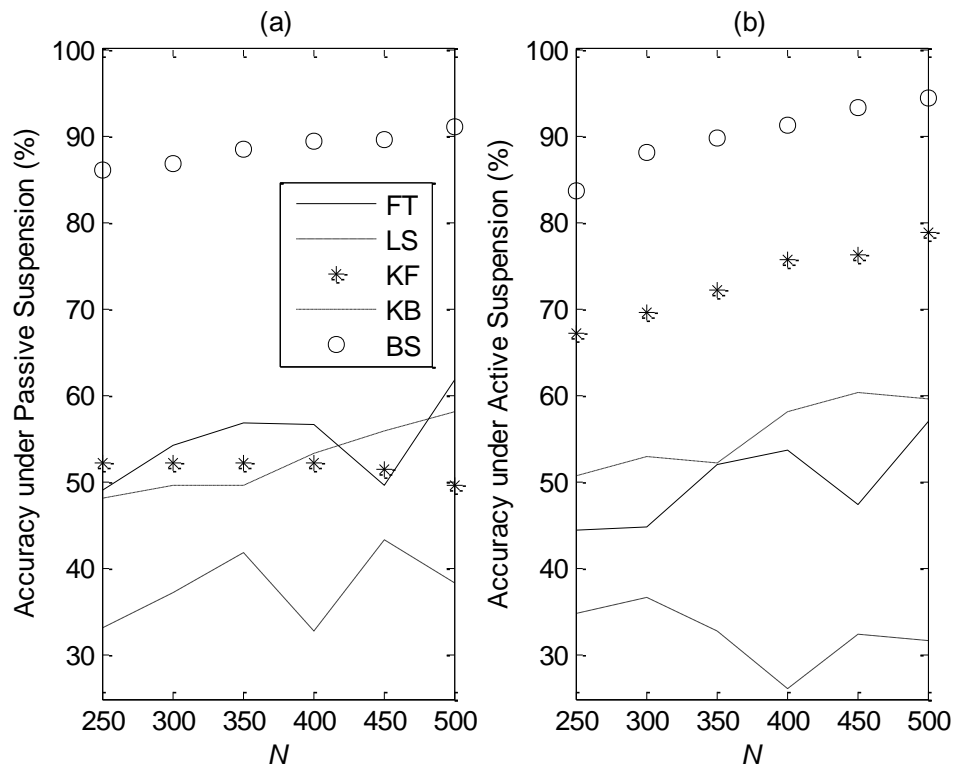 (a)
Accuracy under Passive Suspension (%)
100
90
80
70
60
50
40
30
250 300 350 400 450 500
N
FT
LS
KF
KB
BS
(b)
Accuracy under Active Suspension (%)
100
90
80
70
60
50
40
30
250 300 350 400 450 500
N